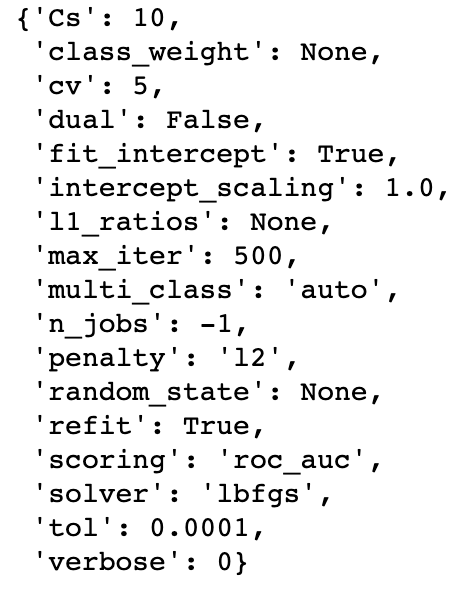 {'Cs': 10,
'class_weight': None,
'cv': 5,
'dual': False,
'fit_intercept': True,
'intercept_scaling': 1.0,
'l1_ratios': None,
'max_iter': 500,
'multi_class': 'auto',
'n_jobs': -1,
'penalty': 'l2',
'random_state': None,
'refit': True,
'scoring': 'roc_auc',
'solver': 'lbfgs',
'tol': 0.0001,
'verbose': 0}